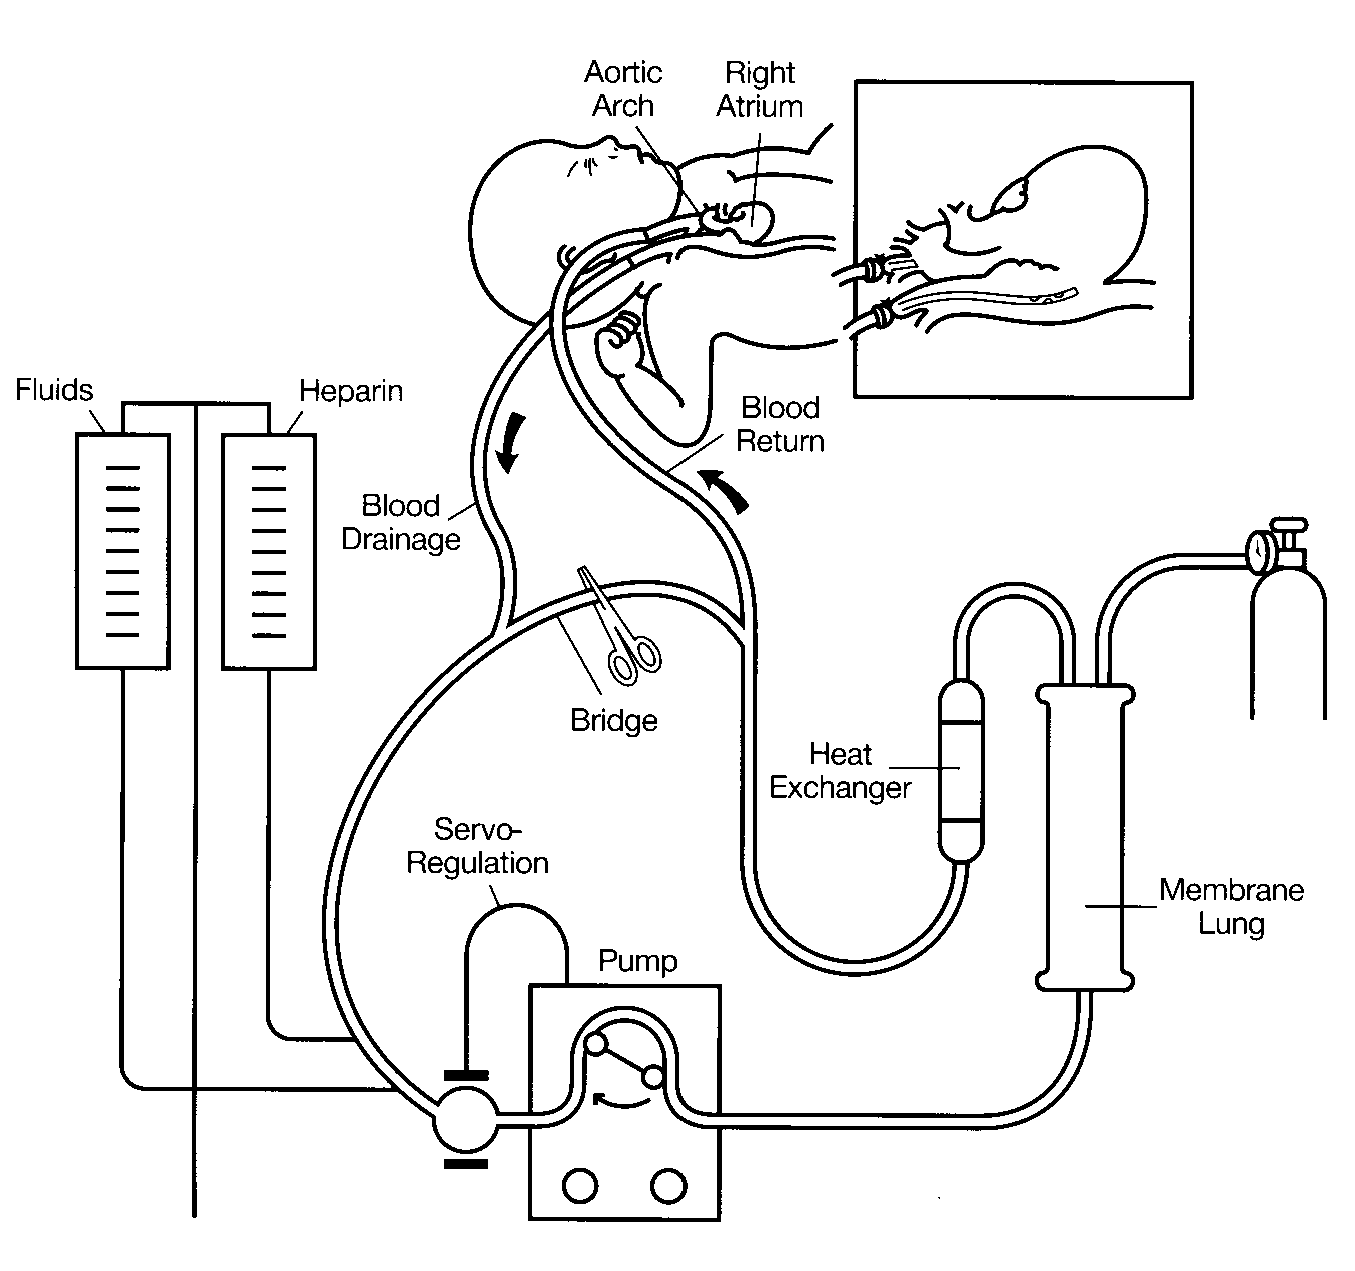 Aortic
Arch
Right
Atrium
Fluids
Heparin
Blood
Return
Blood
Drainage
Bridge
Heat
Exchanger
Servo-
Regulation
Membrane
Lung
Pump